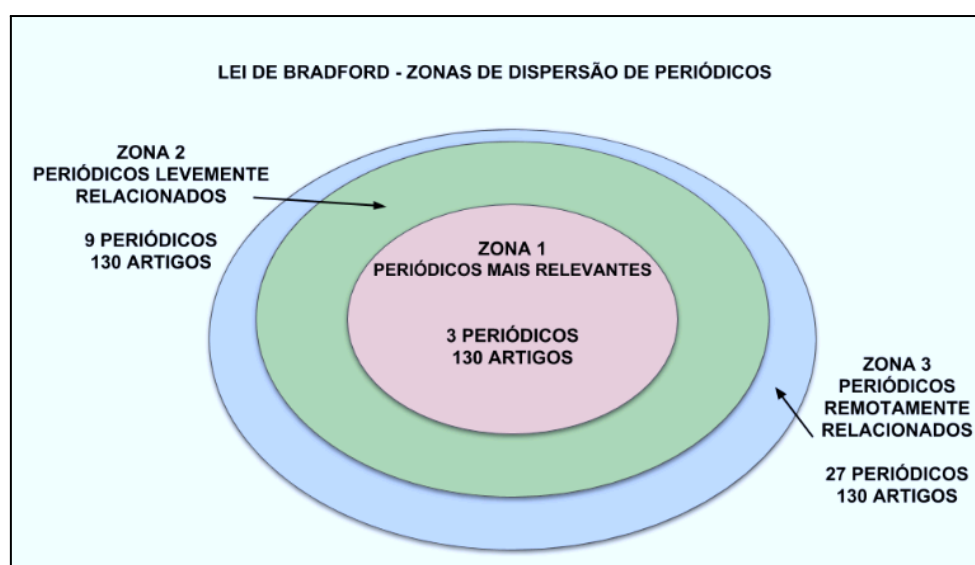 LEI DE BRADFORD - ZONAS DE DISPERSÃO DE PERIÓDICOS
ZONA 2
PERIÓDICOS LEVEMENTE
RELACIONADOS
9 PERIÓDICOS
130 ARTIGOS
ZONA 1
PERIÓDICOS MAIS RELEVANTES
3 PERIÓDICOS
130 ARTIGOS
ZONA 3
PERIÓDICOS
REMOTAMENTE
RELACIONADOS
27 PERIÓDICOS
130 ARTIGOS